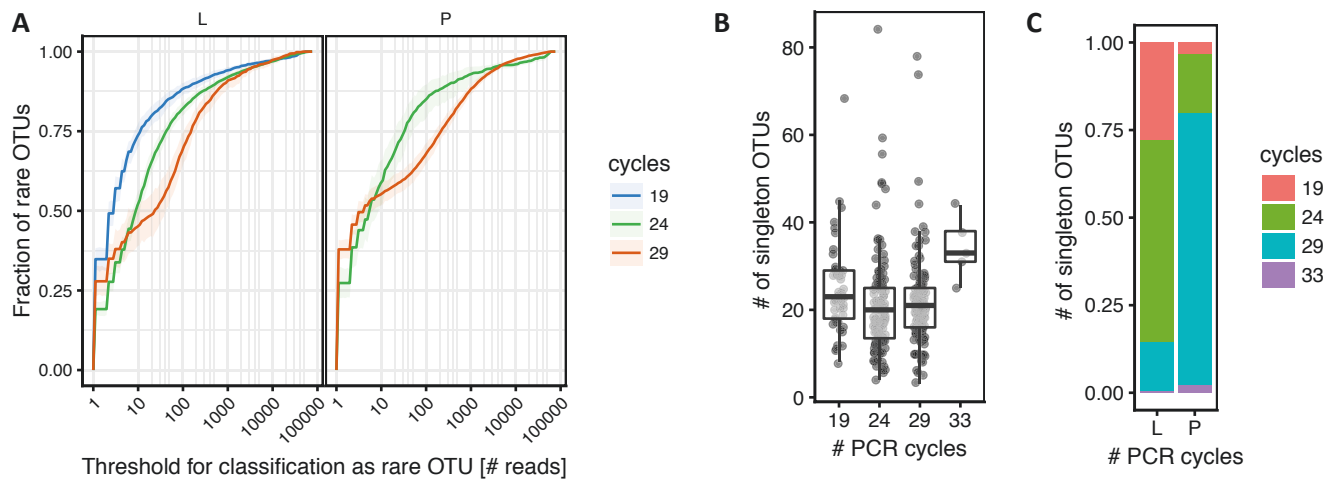 A
L
P
Fraction of rare OTUs
1.00
0.75
0.50
0.25
0.00
1
10
100
1000
10000
100000
1
10
100
1000
10000
100000
Threshold for classification as rare OTU [# reads]
cycles
19
24
29
B
# of singleton OTUs
80
60
40
20
0
19
24
29
33
# PCR cycles
C
# of singleton OTUs
1.00
0.75
0.50
0.25
0.00
L
P
# PCR cycles
cycles
19
24
29
33